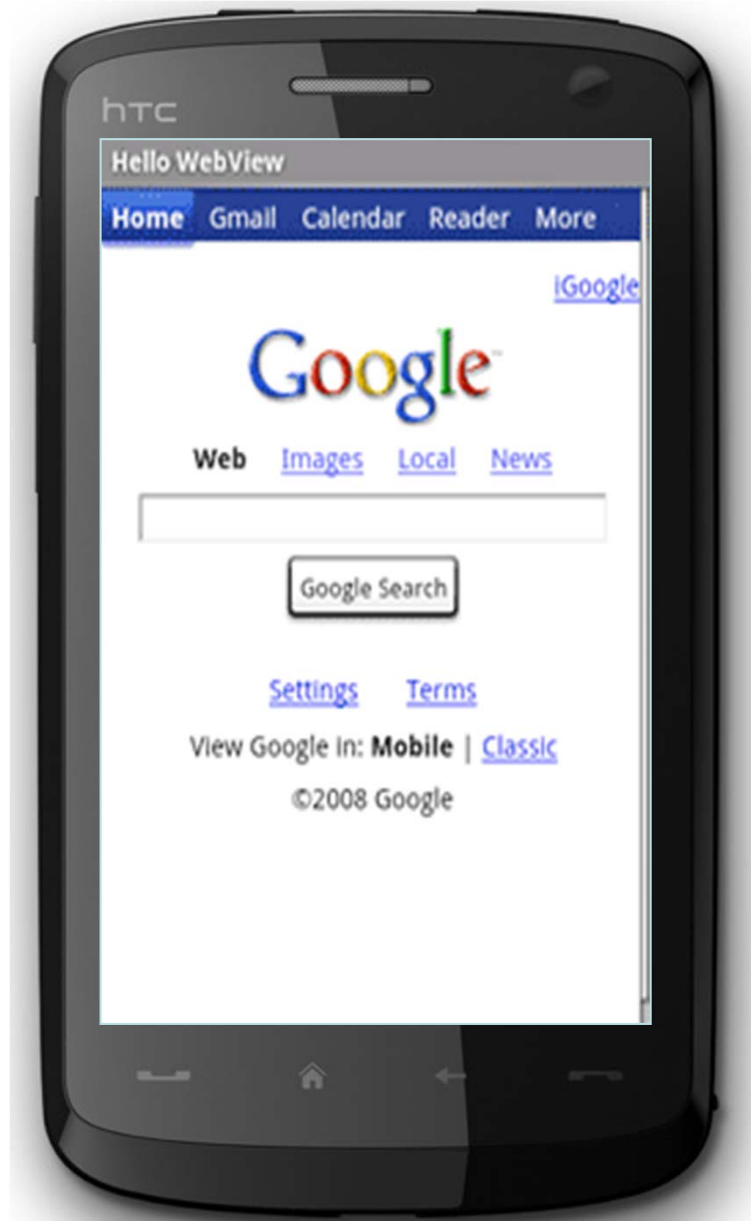 hTC
Hello WebView
Home Gmail Calendar Reader More
iGoogle
Google™
Web Images Local News
Google Search
Settings Terms
View Google in: Mobile | Classic
©2008 Google